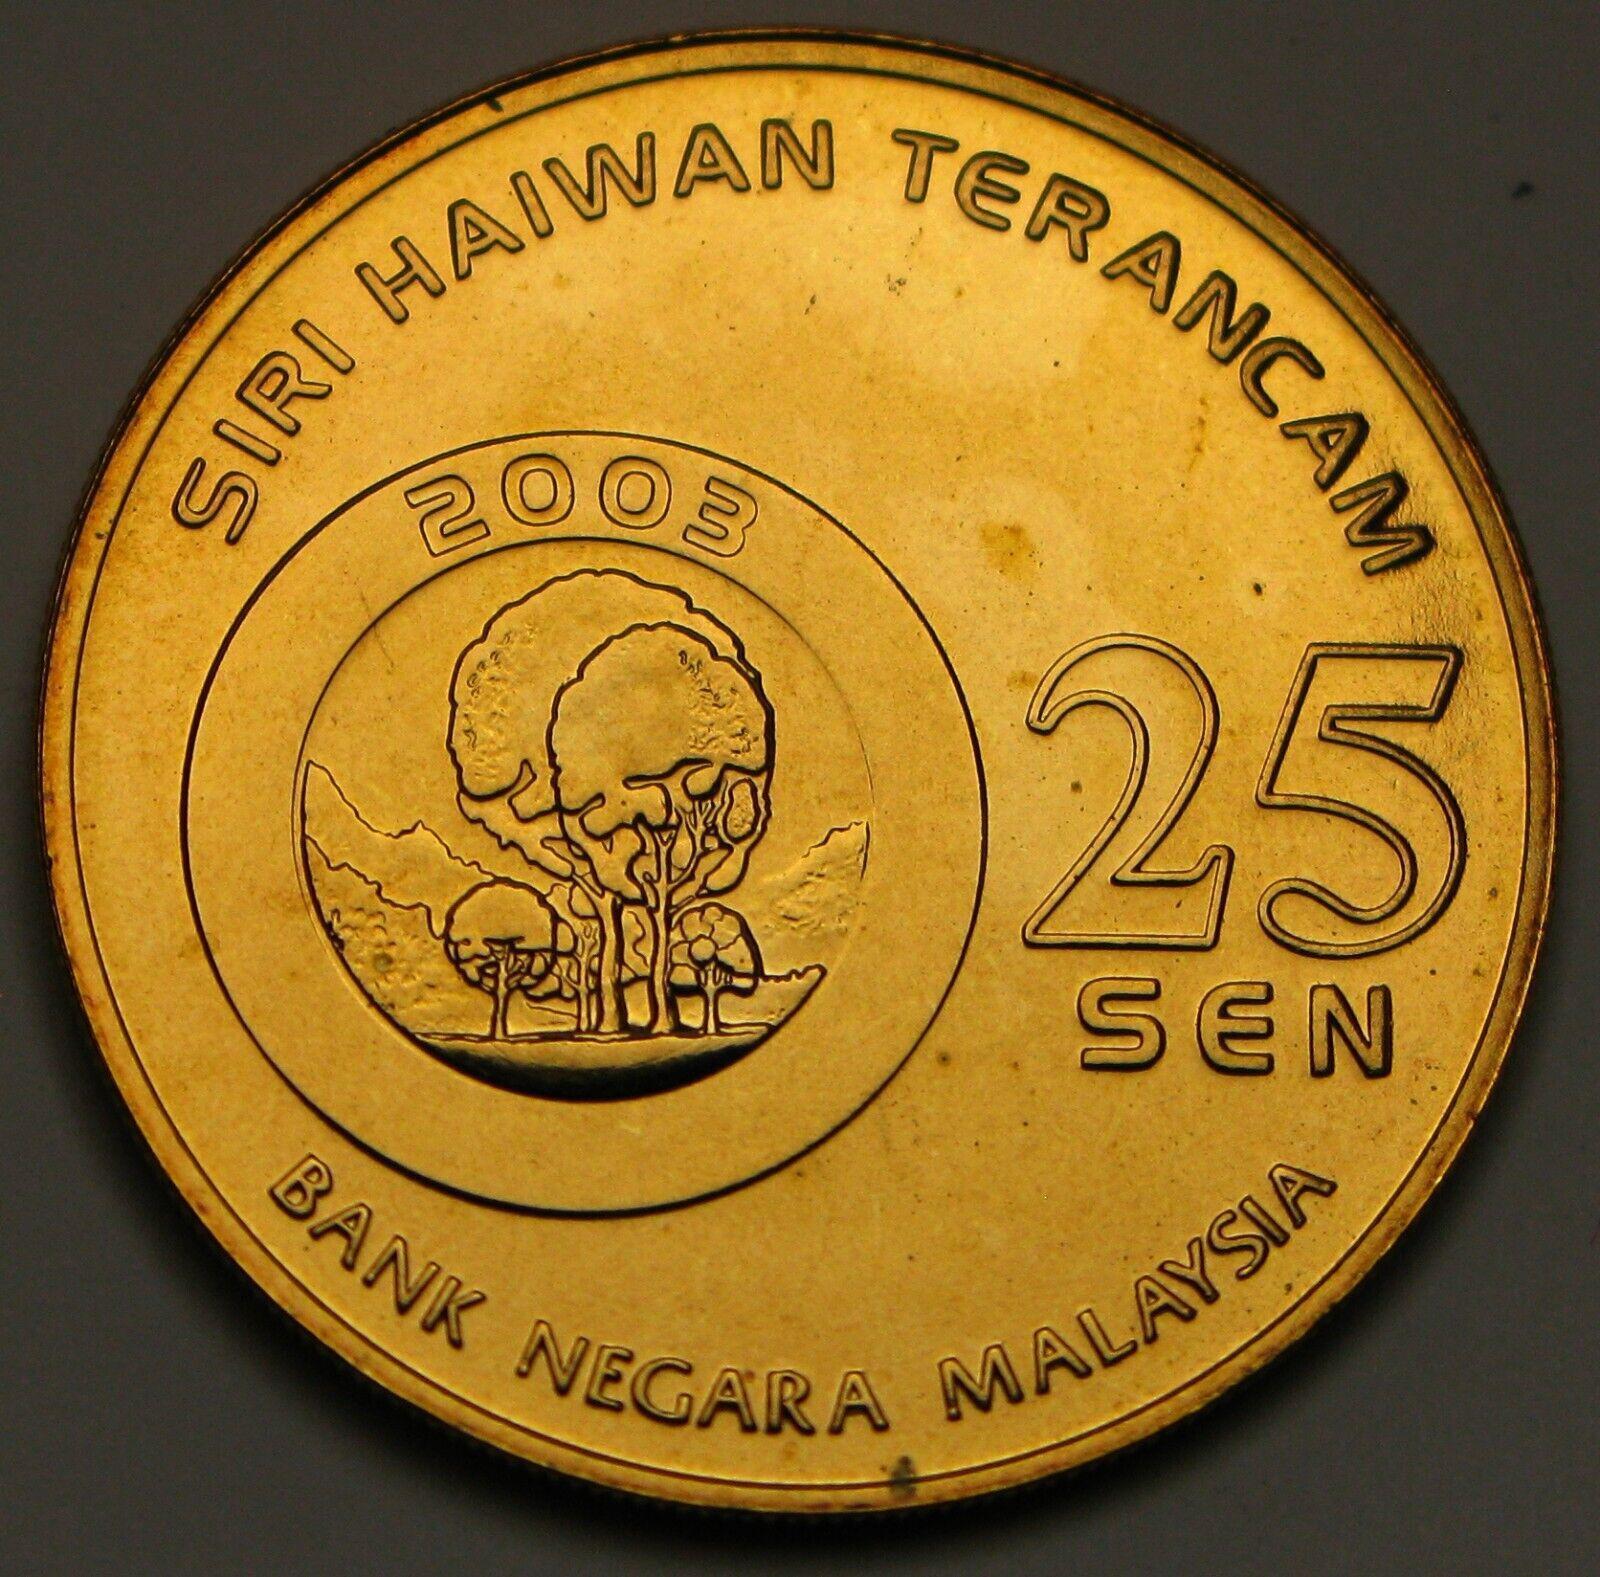 SIRI HAIWAN TERANCAM
2003
25
SEN
BANK NEGARA MALAYSIA